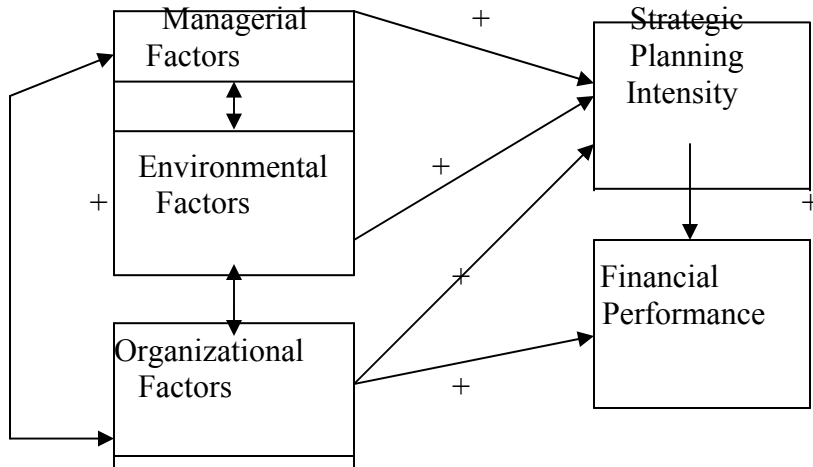 Managerial
Factors
+
Strategic
Planning
Intensity
Environmental
Factors
+
+
+
+
Financial
Performance
Organizational
Factors
+